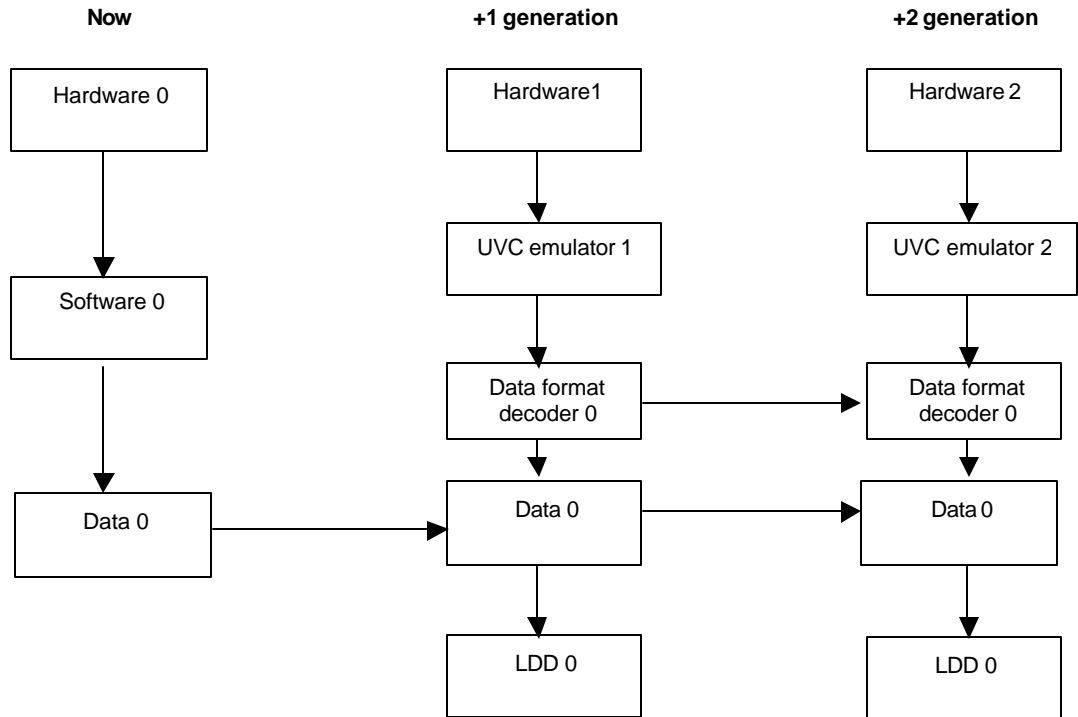 Now
+1 generation
+2 generation
Hardware 0
Hardware1
Hardware 2
UVC emulator 1
UVC emulator 2
Software 0
Data format
decoder 0
Data format
decoder 0
Data 0
Data 0
Data 0
LDD 0
LDD 0